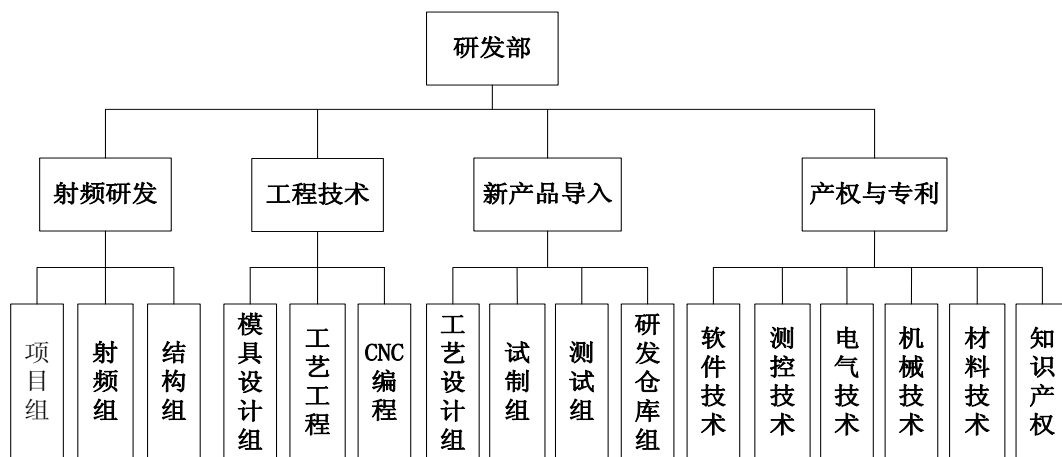 研发部
射频研发
工程技术
新产品导入
产权与专利
项目组
射频组
结构组
模具设计组
工艺工程
CNC编程
工艺设计组
试制组
测试组
研发仓库组
软件技术
测控技术
电气技术
机械技术
材料技术
知识产权